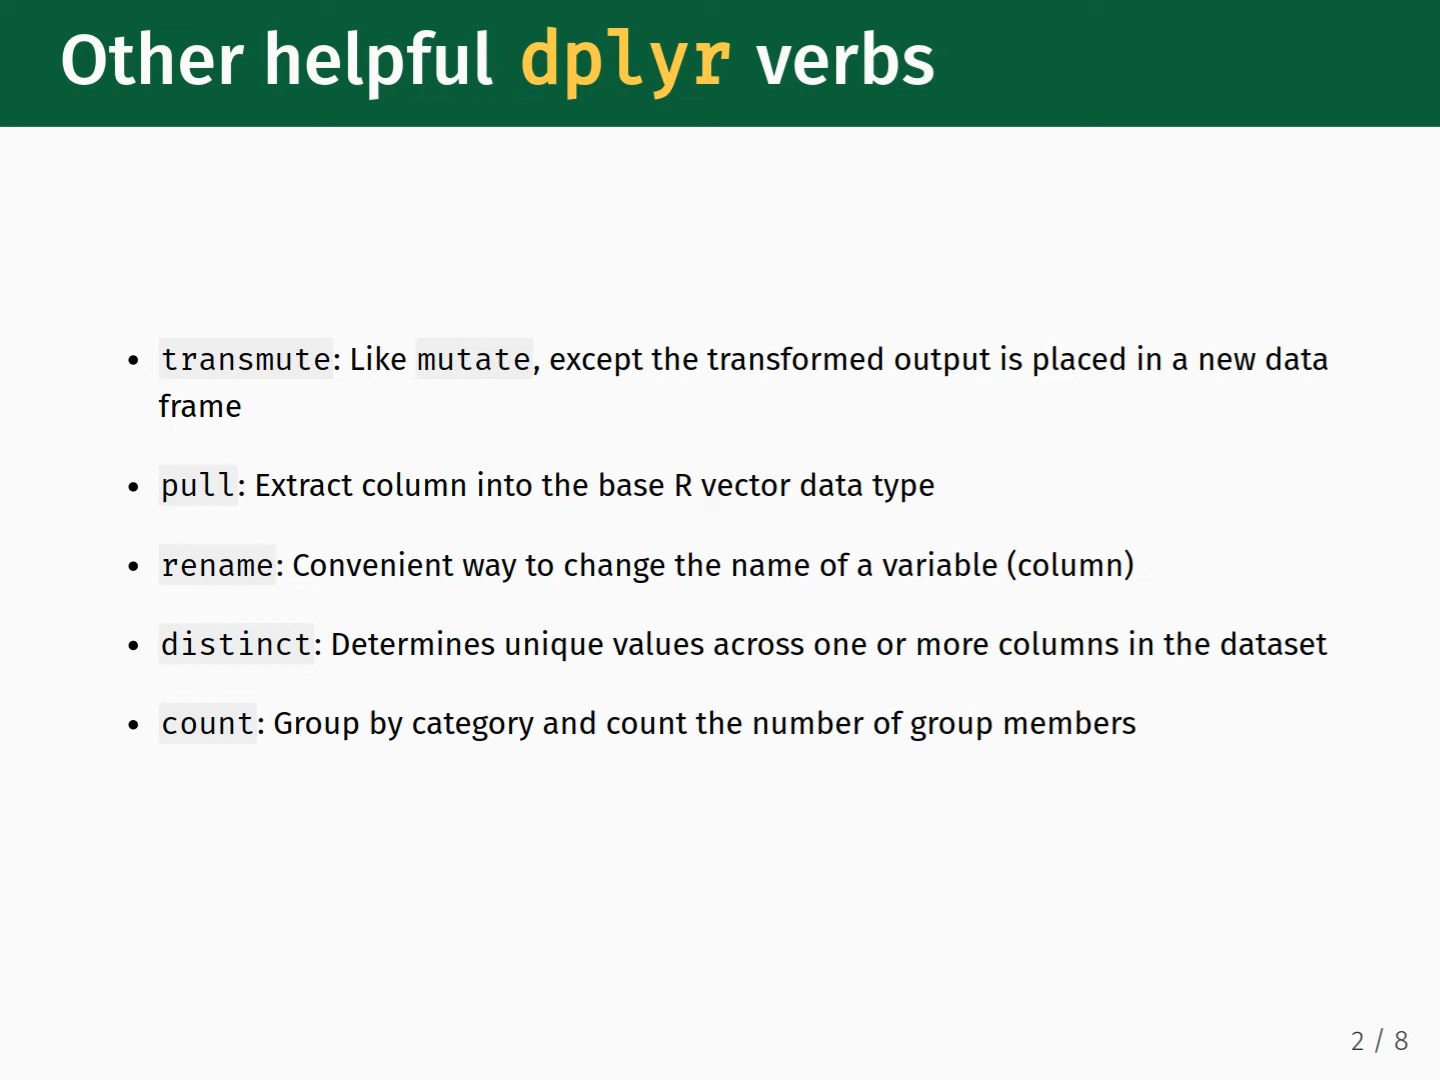 Other helpful dplyr verbs
• transmute: Like mutate, except the transformed output is placed in a new data
frame
• pull: Extract column into the base R vector data type
• rename: Convenient way to change the name of a variable (column)
• distinct: Determines unique values across one or more columns in the dataset
• count: Group by category and count the number of group members
2 / 8